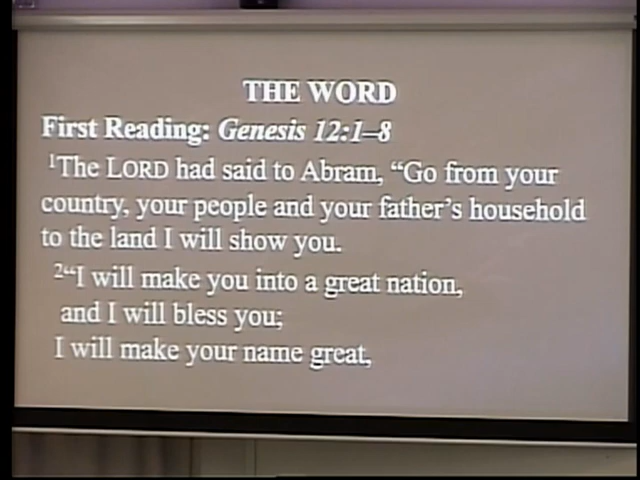 THE WORD
First Reading: Genesis 12:1–8
¹The LORD had said to Abram, “Go from your
country, your people and your father’s household
to the land I will show you.
²“I will make you into a great nation,
and I will bless you;
I will make your name great,